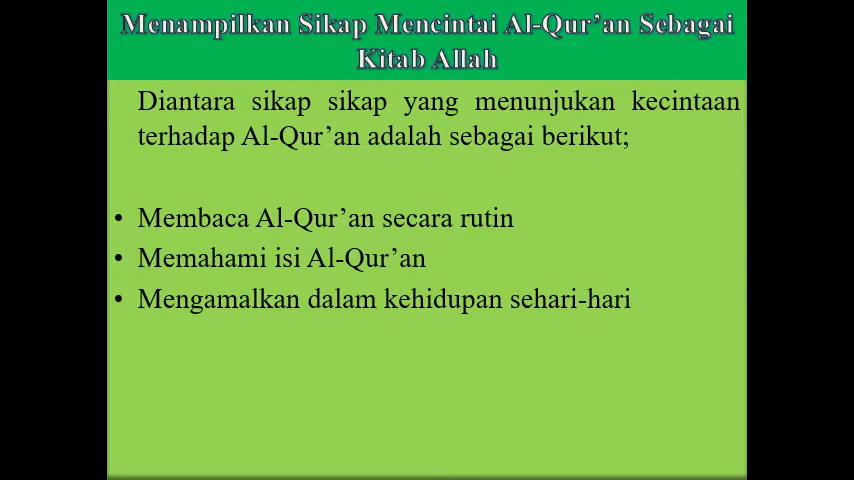 Menampilkan Sikap Mencintai Al-Qur’an Sebagai
Kitab Allah
Diantara sikap sikap yang menunjukan kecintaan
terhadap Al-Qur’an adalah sebagai berikut;
• Membaca Al-Qur’an secara rutin
• Memahami isi Al-Qur’an
• Mengamalkan dalam kehidupan sehari-hari